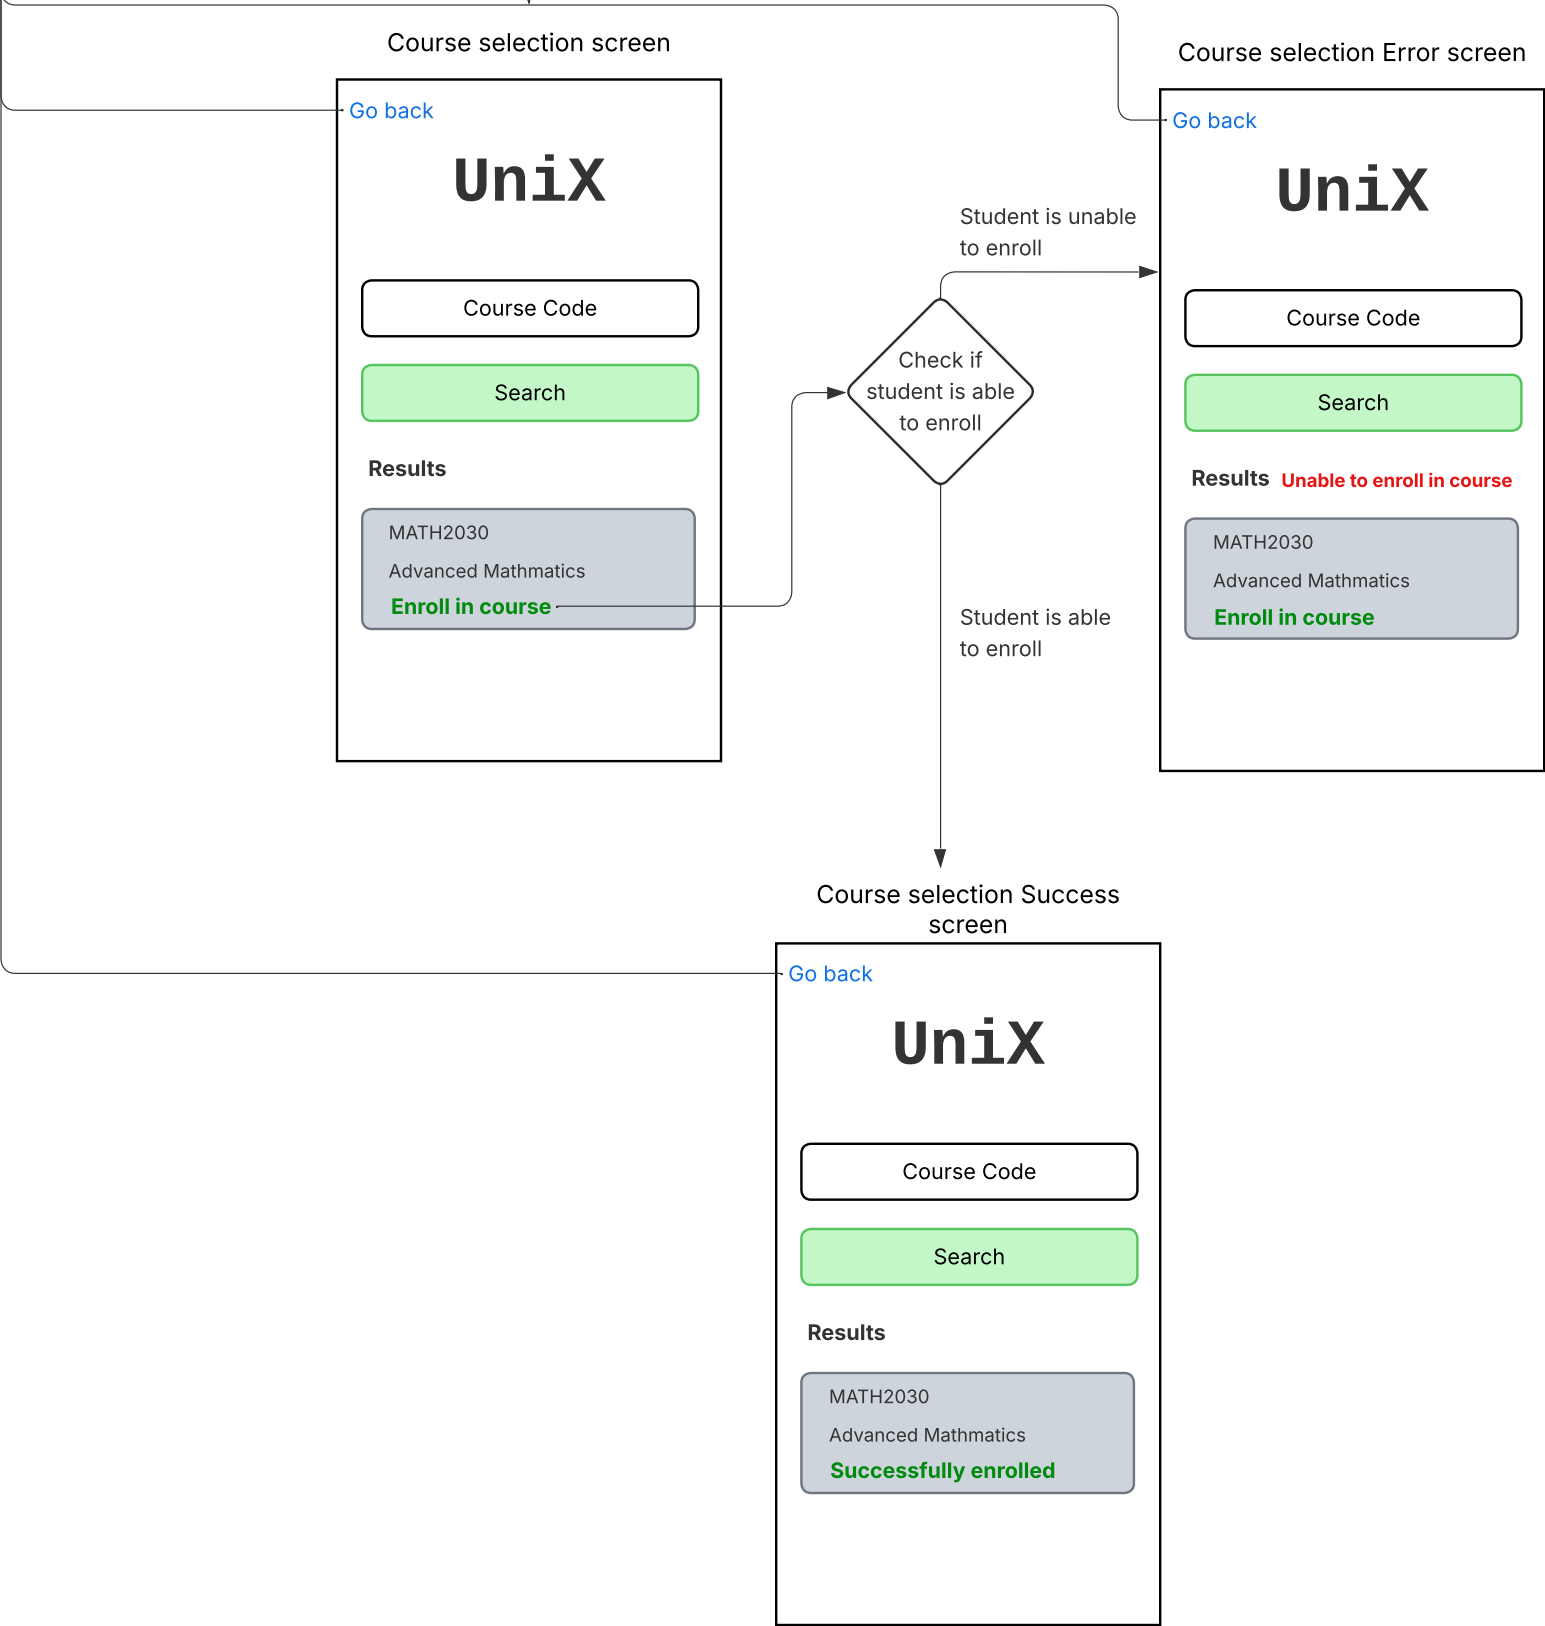 Course selection screen
Go back
UniX
Course Code
Search
Results
MATH2030
Advanced Mathmatics
Enroll in course
Check if
student is able
to enroll
Student is unable
to enroll
Student is able
to enroll
Course selection Error screen
Go back
UniX
Course Code
Search
Results Unable to enroll in course
MATH2030
Advanced Mathmatics
Enroll in course
Course selection Success
screen
Go back
UniX
Course Code
Search
Results
MATH2030
Advanced Mathmatics
Successfully enrolled